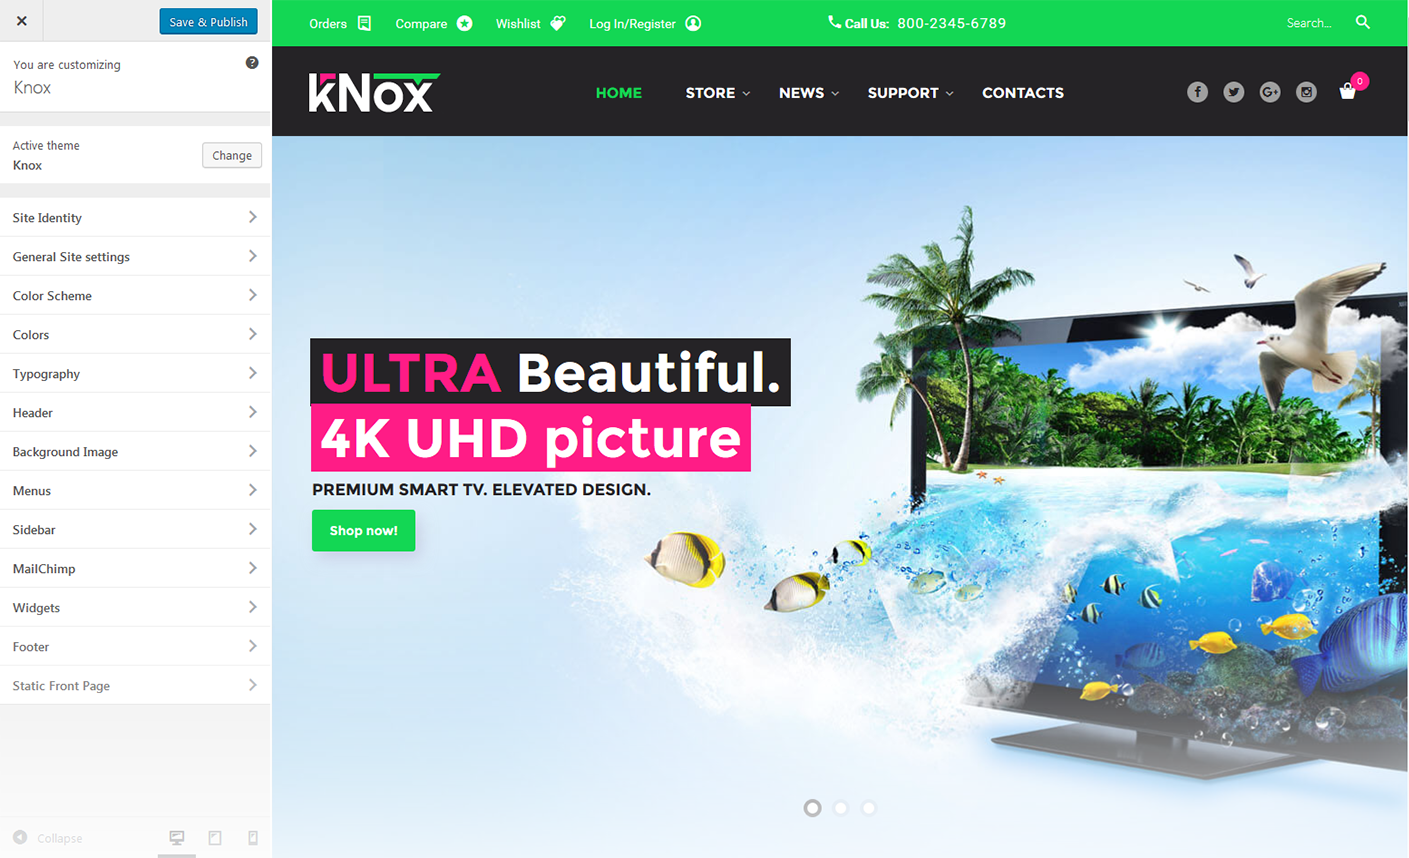 Save & Publish
You are customizing
Knox
Active theme
Knox
Change
Site Identity
General Site settings
Color Scheme
Colors
Typography
Header
Background Image
Menus
Sidebar
MailChimp
Widgets
Footer
Static Front Page
Collapse
Orders
Compare
Wishlist
Log In/Register
Call Us: 800-2345-6789
Search...
kNox
HOME
STORE
NEWS
SUPPORT
CONTACTS
0
ULTRA Beautiful.
4K UHD picture
PREMIUM SMART TV. ELEVATED DESIGN.
Shop now!